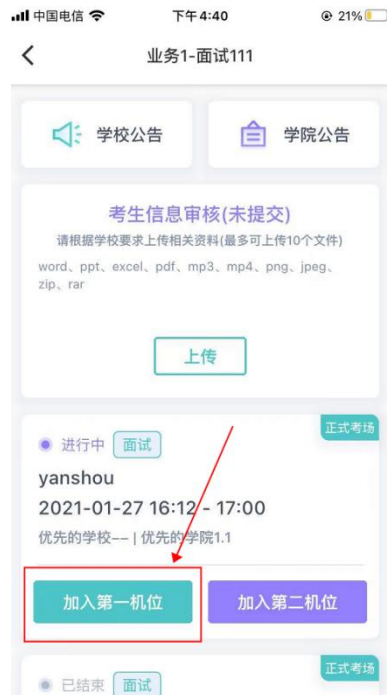 中国电信 下午4:40 21%
业务1-面试111
学校公告 学院公告
考生信息审核(未提交)
请根据学校要求上传相关资料(最多可上传10个文件)
word、ppt、excel、pdf、mp3、mp4、png、jpeg、
zip、rar
上传
正式考场
进行中 面试
yanshou
2021-01-27 16:12 - 17:00
优先的学校-- | 优先的学院1.1
加入第一机位 加入第二机位
正式考场
已结束 面试